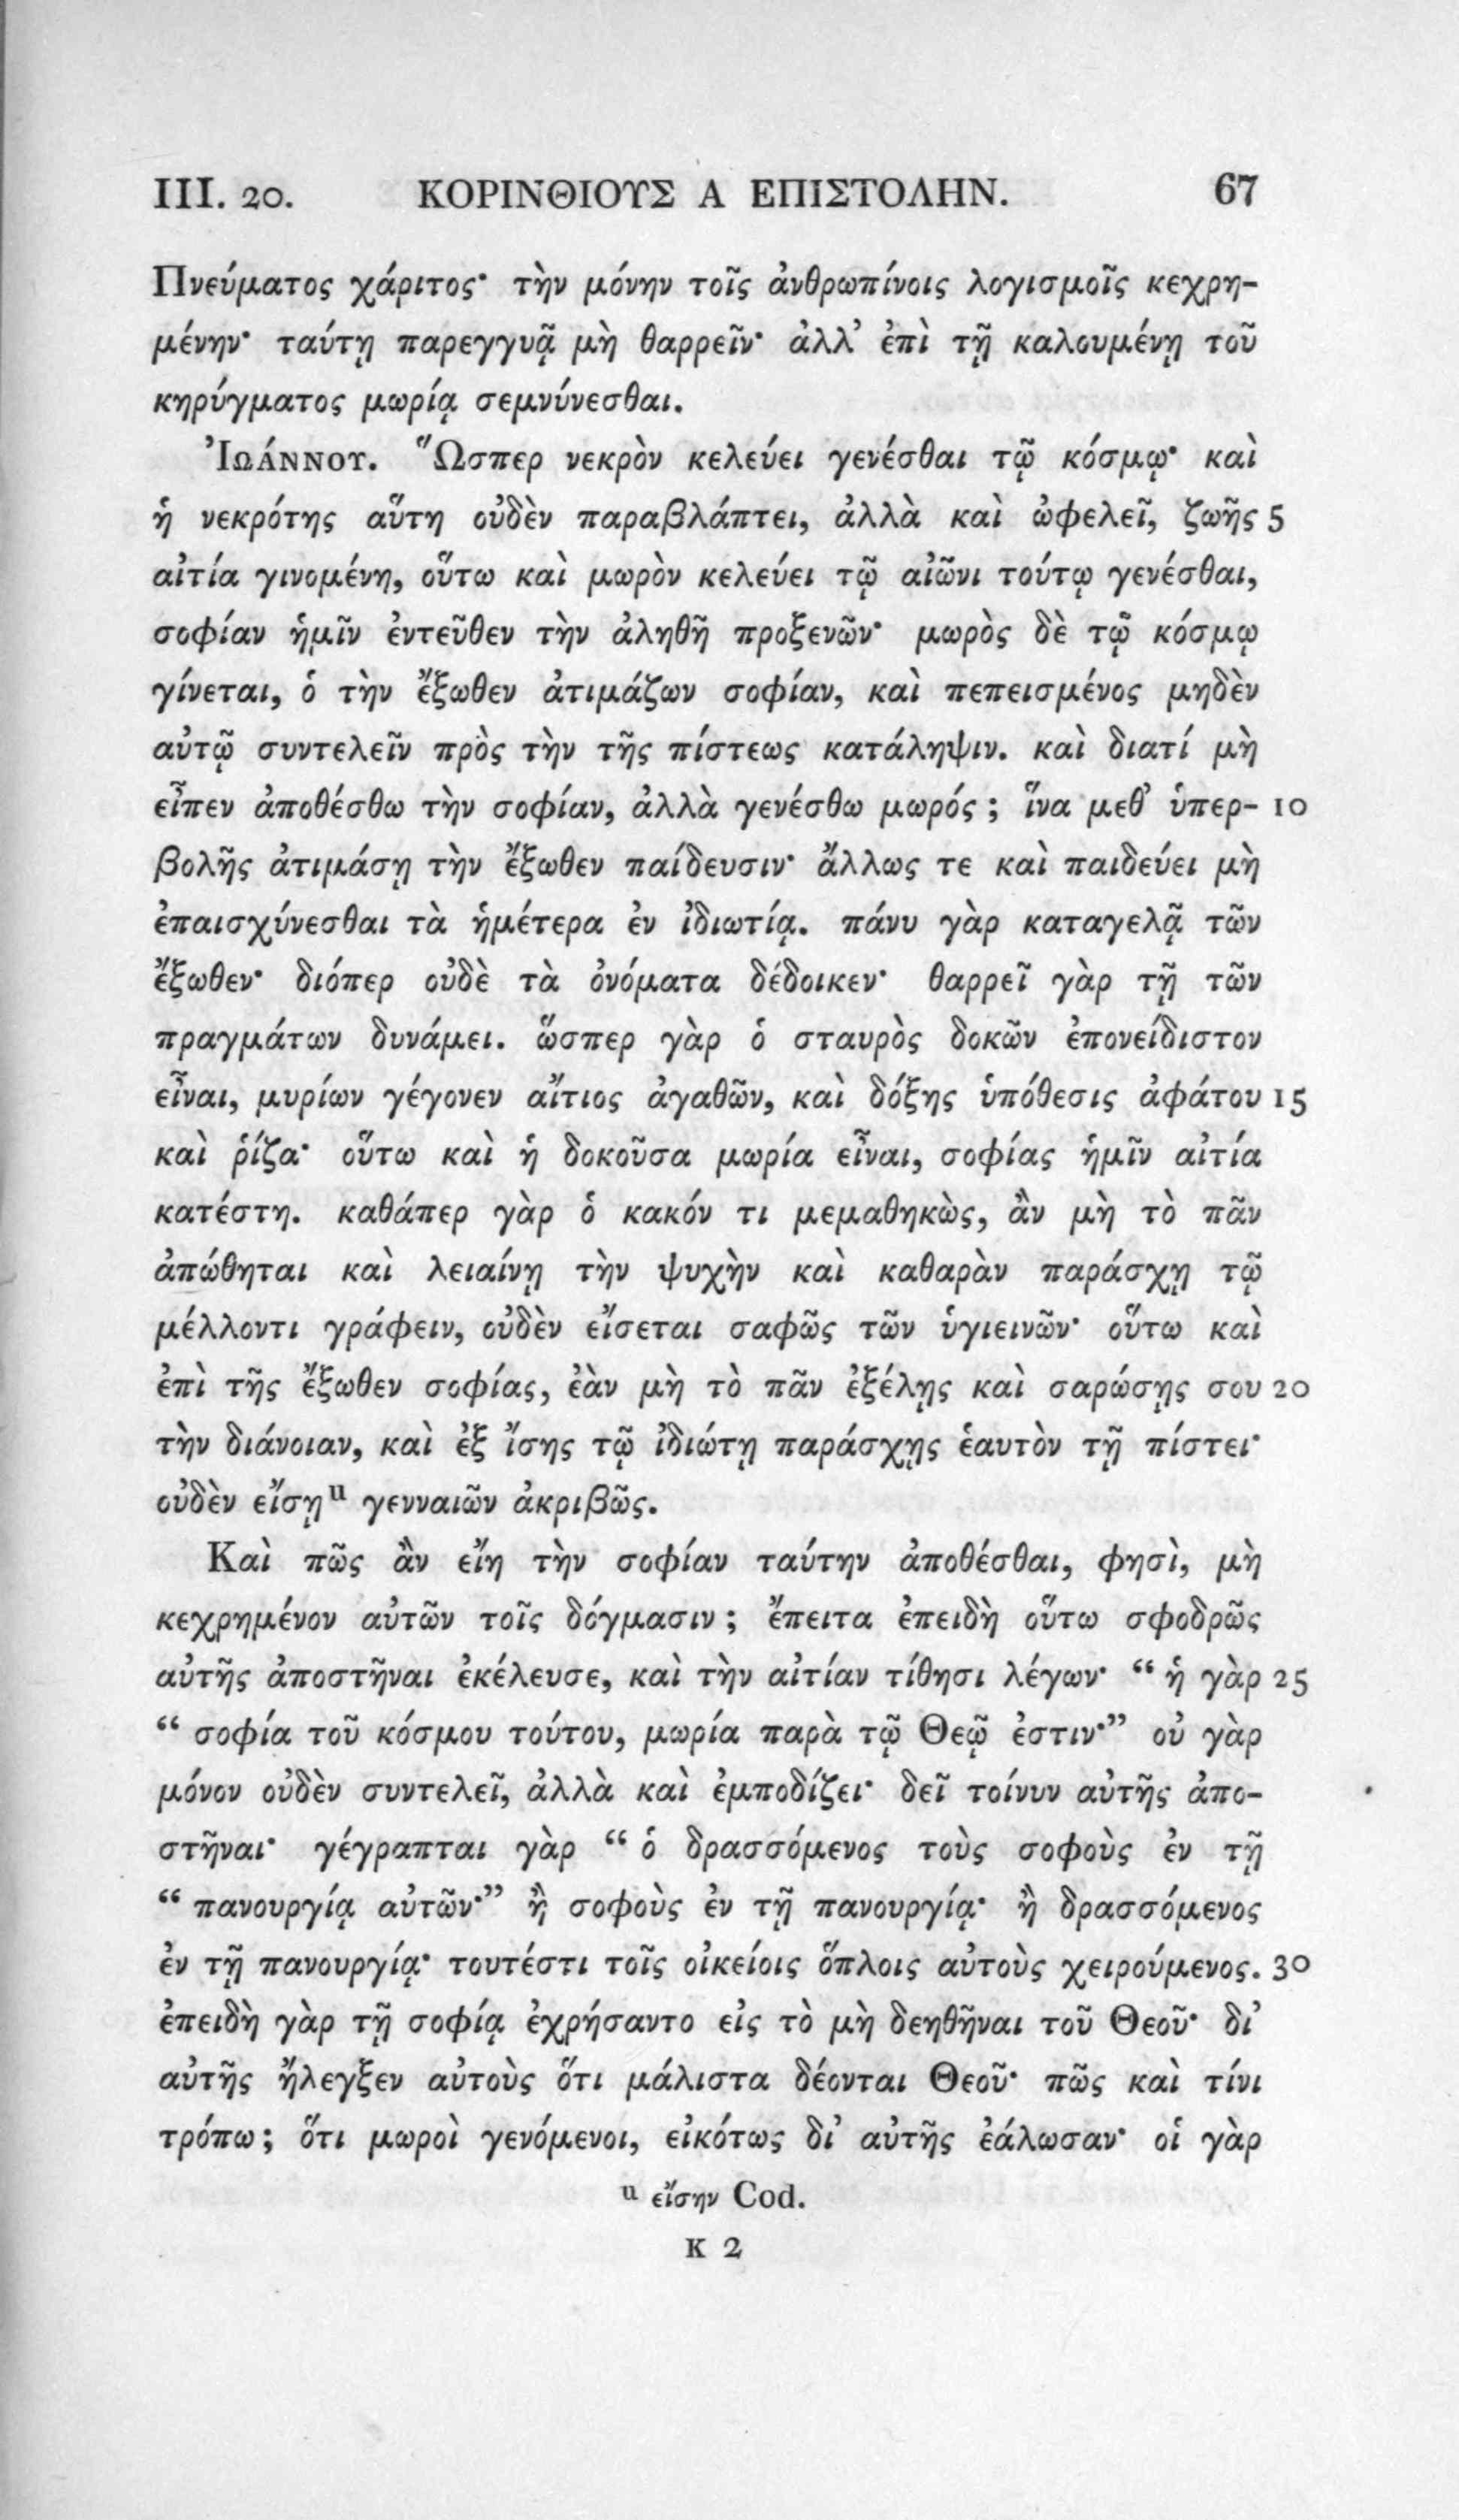 III. 20. ΚΟΡΙΝΘΙΟΥΣ Α ΕΠΙΣΤΟΛΗΝ. 67
Πνεύματος χάριτος· τὴν μόνην τοῖς ἀνθρωπίνοις λογισμοῖς κεχρη-
μένην· ταύτῃ παρεγγυᾷ μὴ θαρρεῖν· ἀλλ’ ἐπὶ τῇ καλουμένῃ τοῦ
κηρύγματος μωρίᾳ σεμνύνεσθαι.
Ἰωάννου. Ὥσπερ νεκρὸν κελεύει γενέσθαι τῷ κόσμῳ· καὶ
ἡ νεκρότης αὕτη οὐδὲν παραβλάπτει, ἀλλὰ καὶ ὠφελεῖ, ζωῆς 5
αἰτία γινομένη, οὕτω καὶ μωρὸν κελεύει τῷ αἰῶνι τούτῳ γενέσθαι,
σοφίαν ἡμῖν ἐντεῦθεν τὴν ἀληθῆ προξενῶν· μωρὸς δὲ τῷ κόσμῳ
γίνεται, ὁ τὴν ἔξωθεν ἀτιμάζων σοφίαν, καὶ πεπεισμένος μηδὲν
αὐτῷ συντελεῖν πρὸς τὴν τῆς πίστεως κατάληψιν. καὶ διατί μὴ
εἶπεν ἀποθέσθω τὴν σοφίαν, ἀλλὰ γενέσθω μωρός ; ἵνα μεθ’ ὑπερ- 10
βολῆς ἀτιμάσῃ τὴν ἔξωθεν παίδευσιν· ἄλλως τε καὶ παιδεύει μὴ
ἐπαισχύνεσθαι τὰ ἡμέτερα ἐν ἰδιωτίᾳ. πάνυ γὰρ καταγελᾷ τῶν
ἔξωθεν· διόπερ οὐδὲ τὰ ὀνόματα δέδοικεν· θαρρεῖ γὰρ τῇ τῶν
πραγμάτων δυνάμει. ὥσπερ γὰρ ὁ σταυρὸς δοκῶν ἐπονείδιστον
εἶναι, μυρίων γέγονεν αἴτιος ἀγαθῶν, καὶ δόξης ὑπόθεσις ἀφάτου 15
καὶ ῥίζα· οὕτω καὶ ἡ δοκοῦσα μωρία εἶναι, σοφίας ἡμῖν αἰτία
κατέστη. καθάπερ γὰρ ὁ κακόν τι μεμαθηκὼς, ἂν μὴ τὸ πᾶν
ἀπώθηται καὶ λειαίνῃ τὴν ψυχὴν καὶ καθαρὰν παράσχῃ τῷ
μέλλοντι γράφειν, οὐδὲν εἴσεται σαφῶς τῶν ὑγιεινῶν· οὕτω καὶ
ἐπὶ τῆς ἔξωθεν σοφίας, ἐὰν μὴ τὸ πᾶν ἐξέλῃς καὶ σαρώσῃς σου 20
τὴν διάνοιαν, καὶ ἐξ ἴσης τῷ ἰδιώτῃ παράσχῃς ἑαυτὸν τῇ πίστει·
οὐδὲν εἴσῃ u γενναιῶν ἀκριβῶς.
Καὶ πῶς ἂν εἴη τὴν σοφίαν ταύτην ἀποθέσθαι, φησὶ, μὴ
κεχρημένον αὐτῶν τοῖς δόγμασιν ; ἔπειτα ἐπειδὴ οὕτω σφοδρῶς
αὐτῆς ἀποστῆναι ἐκέλευσε, καὶ τὴν αἰτίαν τίθησι λέγων· “ ἡ γὰρ 25
“ σοφία τοῦ κόσμου τούτου, μωρία παρὰ τῷ Θεῷ ἐστιν·” οὐ γὰρ
μόνον οὐδὲν συντελεῖ, ἀλλὰ καὶ ἐμποδίζει· δεῖ τοίνυν αὐτῆς ἀπο-
στῆναι· γέγραπται γὰρ “ ὁ δρασσόμενος τοὺς σοφοὺς ἐν τῇ
“ πανουργίᾳ αὐτῶν·” ἢ σοφοὺς ἐν τῇ πανουργίᾳ· ἢ δρασσόμενος
ἐν τῇ πανουργίᾳ· τουτέστι τοῖς οἰκείοις ὅπλοις αὐτοὺς χειρούμενος. 30
ἐπειδὴ γὰρ τῇ σοφίᾳ ἐχρήσαντο εἰς τὸ μὴ δεηθῆναι τοῦ Θεοῦ· δι’
αὐτῆς ἤλεγξεν αὐτοὺς ὅτι μάλιστα δέονται Θεοῦ· πῶς καὶ τίνι
τρόπω ; ὅτι μωροὶ γενόμενοι, εἰκότως δι’ αὐτῆς ἑάλωσαν· οἱ γὰρ
u εἴσην Cod.
K 2